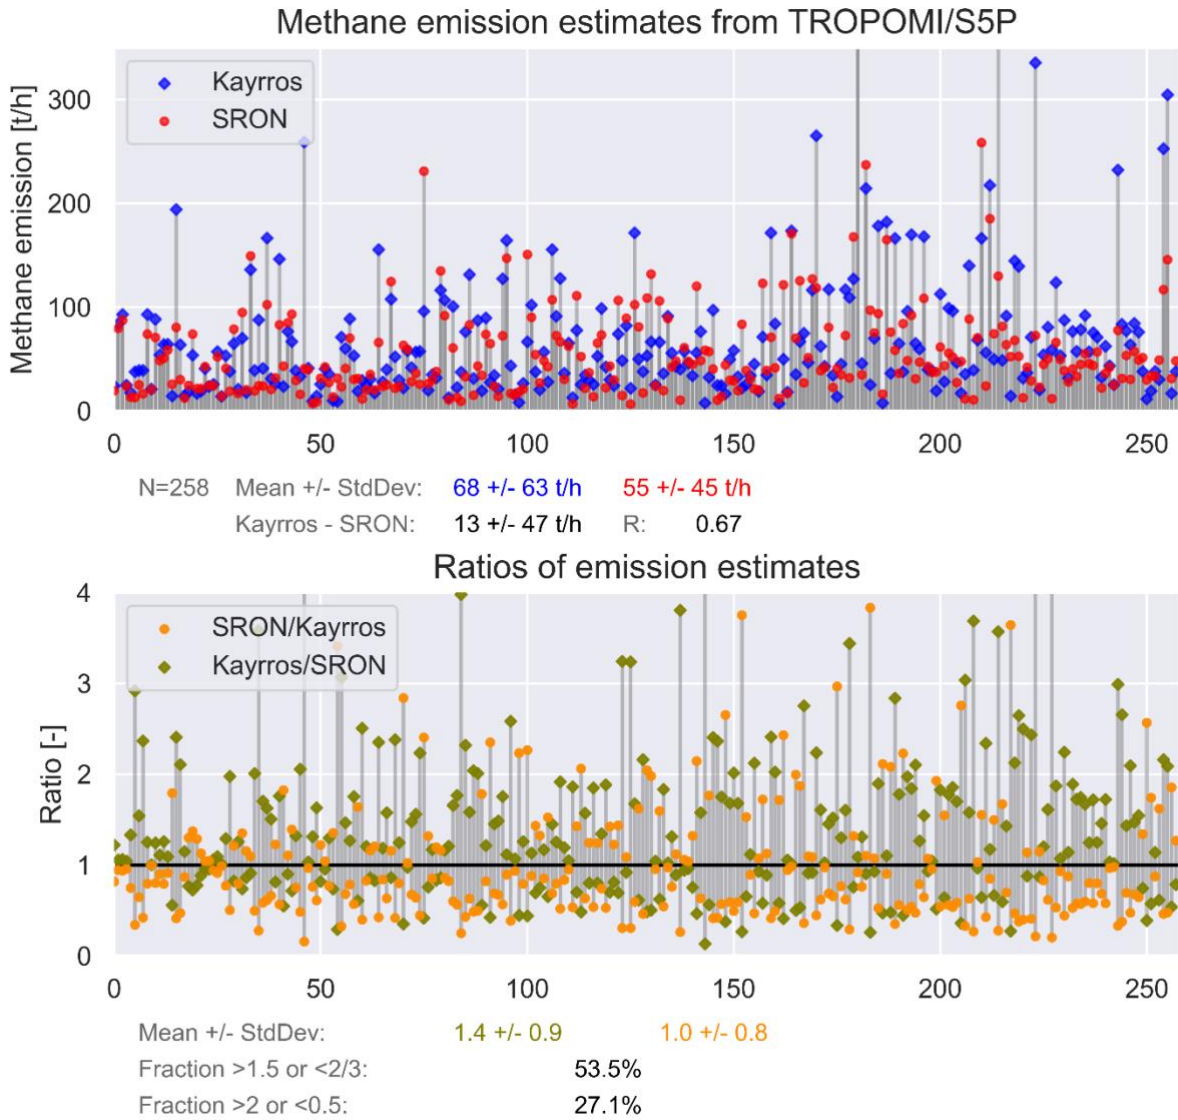 Methane emission estimates from TROPOMI/S5P
Methane emission [t/h]
Kayrros
SRON
300
200
100
0
0 50 100 150 200 250
N=258 Mean +/- StdDev: 68 +/- 63 t/h 55 +/- 45 t/h
Kayrros - SRON: 13 +/- 47 t/h R: 0.67
Ratios of emission estimates
Ratio [-]
SRON/Kayrros
Kayrros/SRON
4
3
2
1
0
0 50 100 150 200 250
Mean +/- StdDev: 1.4 +/- 0.9 1.0 +/- 0.8
Fraction >1.5 or <2/3: 53.5%
Fraction >2 or <0.5: 27.1%